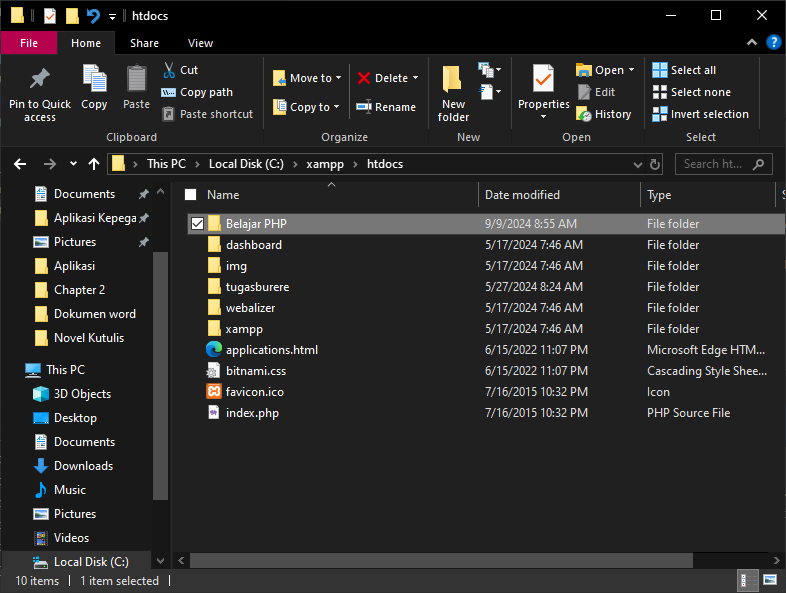 htdocs
File Home Share View
Pin to Quick access
Copy
Paste
Cut
Copy path
Paste shortcut
Clipboard
Move to
Copy to
Delete
Rename
Organize
New folder
New
Properties
Open
Edit
History
Open
Select all
Select none
Invert selection
Select
This PC › Local Disk (C:) › xampp › htdocs
Search ht...
Documents
Aplikasi Kepega
Pictures
Aplikasi
Chapter 2
Dokumen word
Novel Kutulis
This PC
3D Objects
Desktop
Documents
Downloads
Music
Pictures
Videos
Local Disk (C:)
Name Date modified Type S
Belajar PHP 9/9/2024 8:55 AM File folder
dashboard 5/17/2024 7:46 AM File folder
img 5/17/2024 7:46 AM File folder
tugasburere 5/27/2024 8:24 AM File folder
webalizer 5/17/2024 7:46 AM File folder
xampp 5/17/2024 7:46 AM File folder
applications.html 6/15/2022 11:07 PM Microsoft Edge HTM...
bitnami.css 6/15/2022 11:07 PM Cascading Style Shee...
favicon.ico 7/16/2015 10:32 PM Icon
index.php 7/16/2015 10:32 PM PHP Source File
10 items 1 item selected